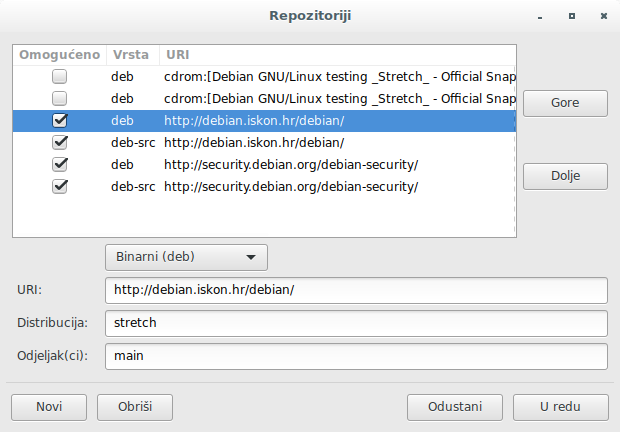 Repozitoriji
Omogućeno Vrsta URI
deb cdrom:[Debian GNU/Linux testing _Stretch_ - Official Snap
deb cdrom:[Debian GNU/Linux testing _Stretch_ - Official Snap
deb http://debian.iskon.hr/debian/
deb-src http://debian.iskon.hr/debian/
deb http://security.debian.org/debian-security/
deb-src http://security.debian.org/debian-security/
Gore
Dolje
Binarni (deb)
URI: http://debian.iskon.hr/debian/
Distribucija: stretch
Odjeljak(ci): main
Novi Obriši Odustani U redu